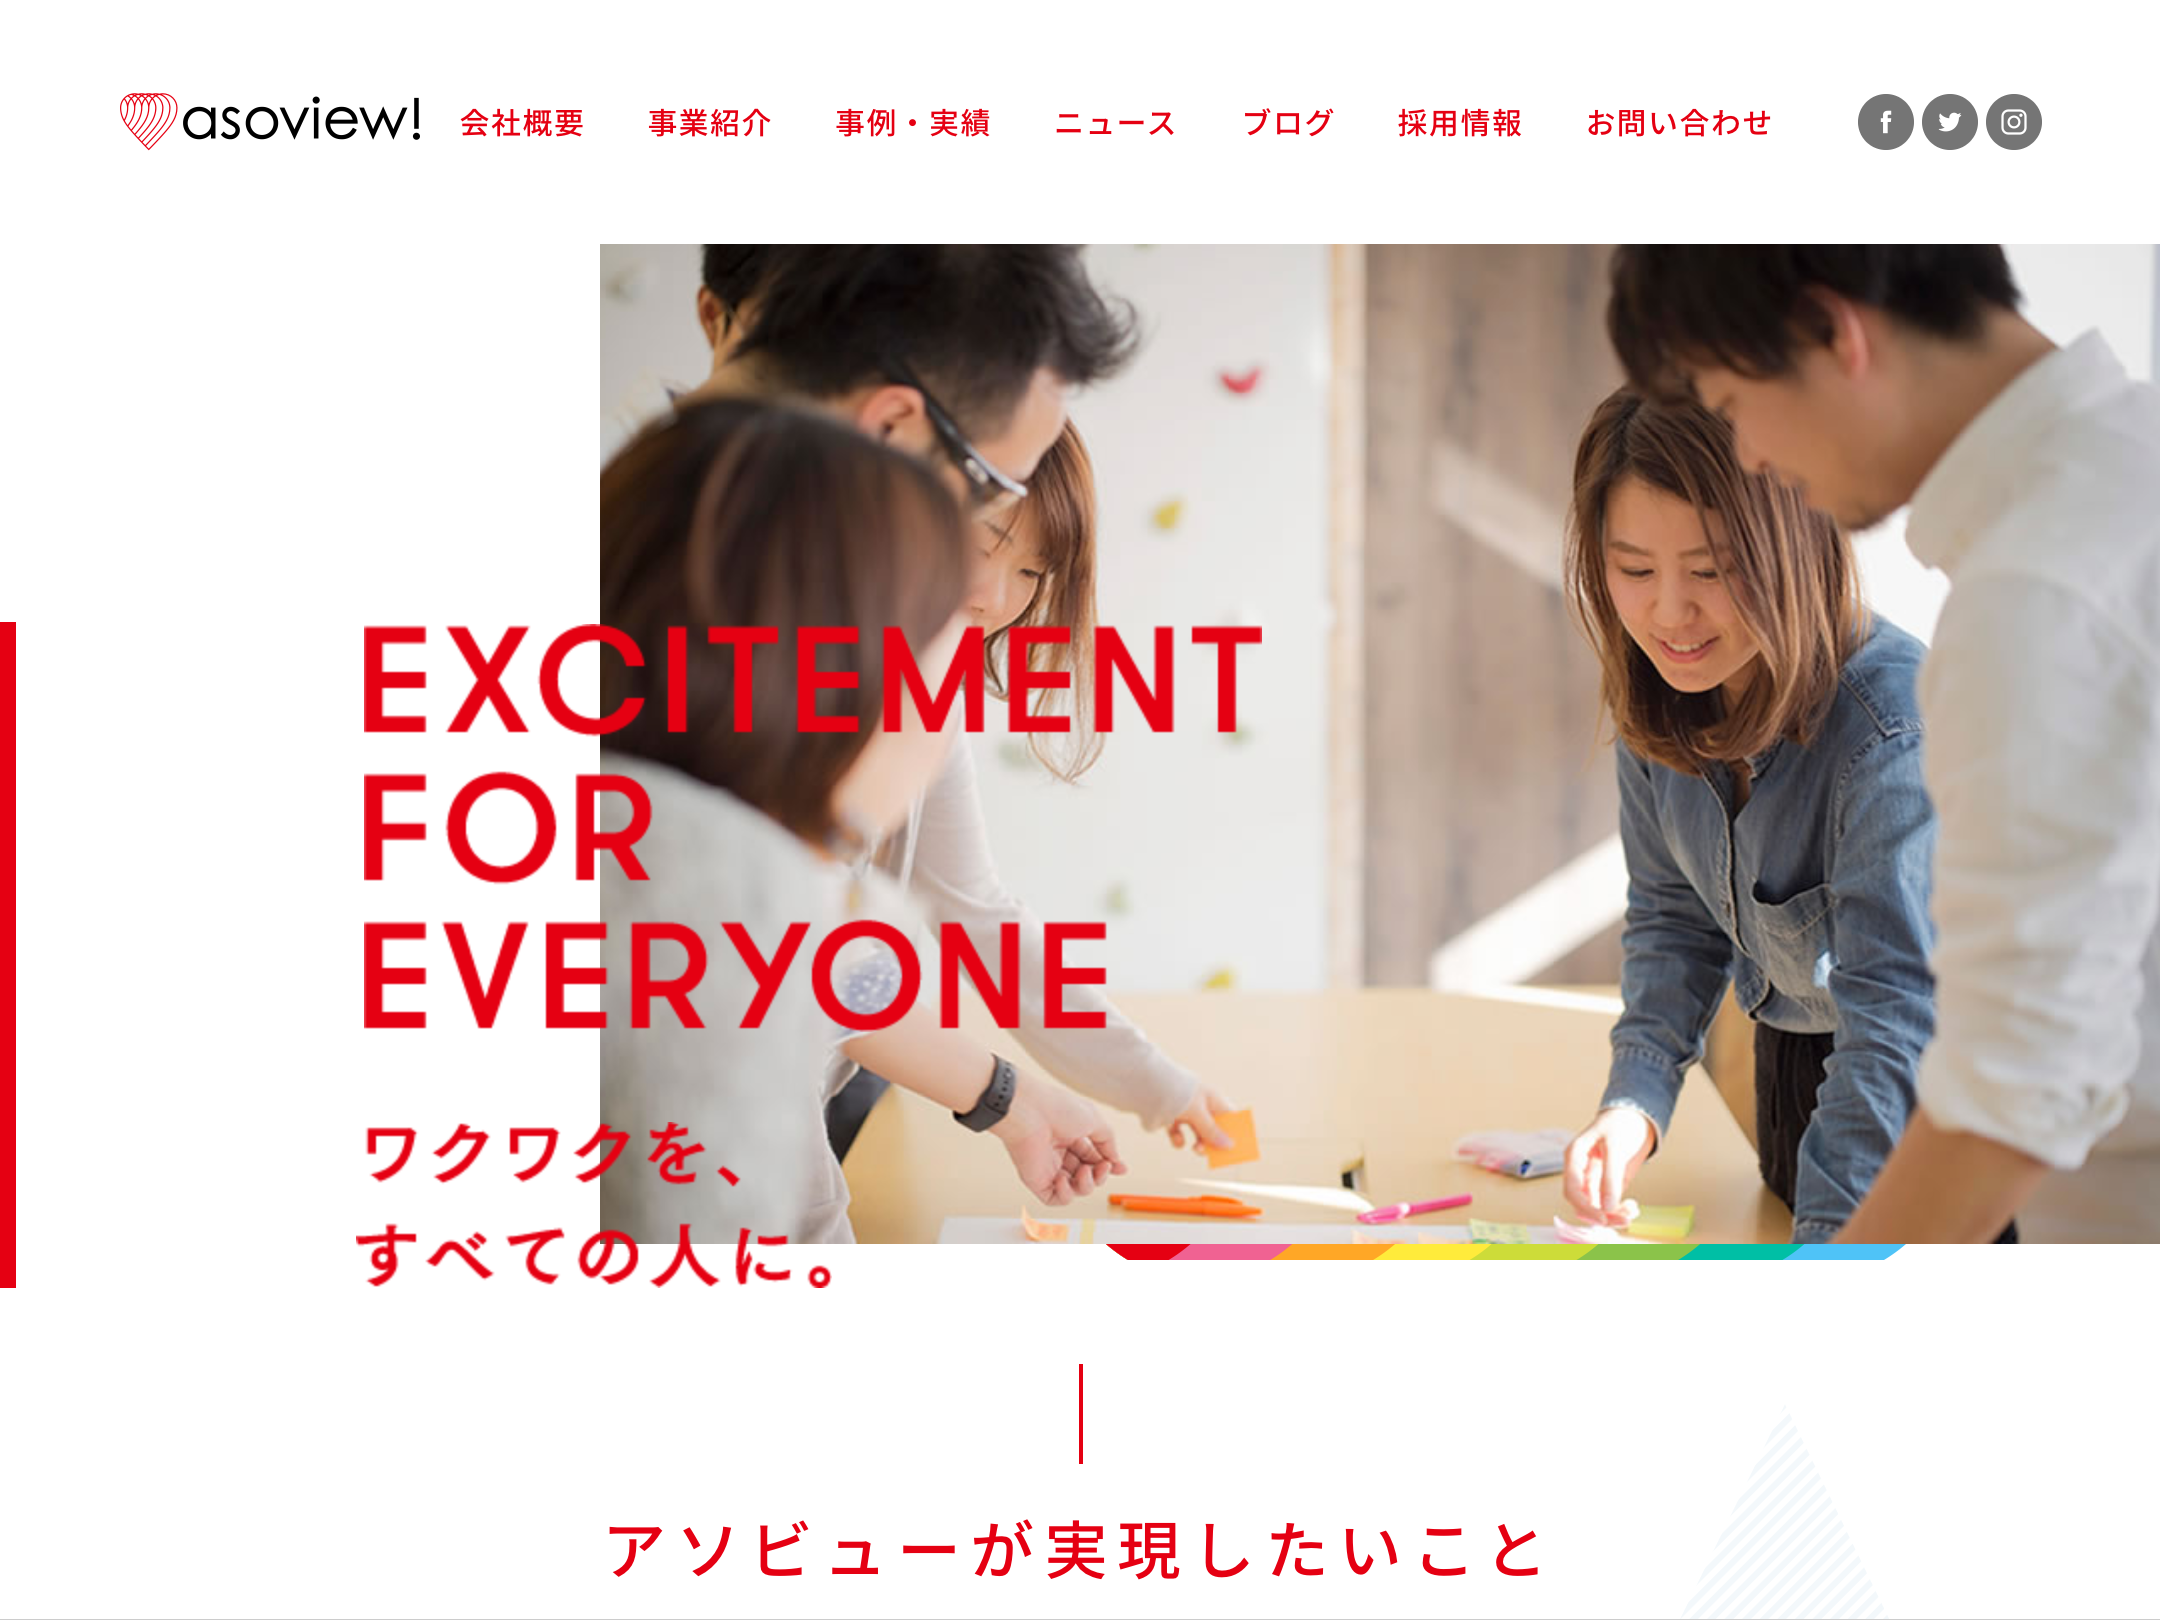 asoview!
会社概要
事業紹介
事例・実績
ニュース
ブログ
採用情報
お問い合わせ
EXCITEMENT
FOR
EVERYONE
ワクワクを、
すべての人に。
アソビューが実現したいこと